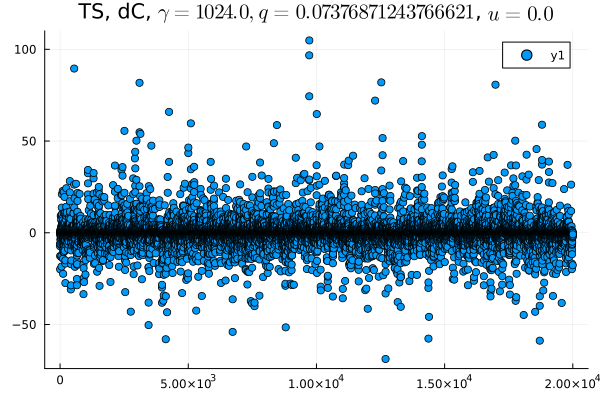 TS, dC, γ = 1024.0, q = 0.07376871243766621, u = 0.0
y1
100
50
0
−50
0 5.00×10³ 1.00×10⁴ 1.50×10⁴ 2.00×10⁴